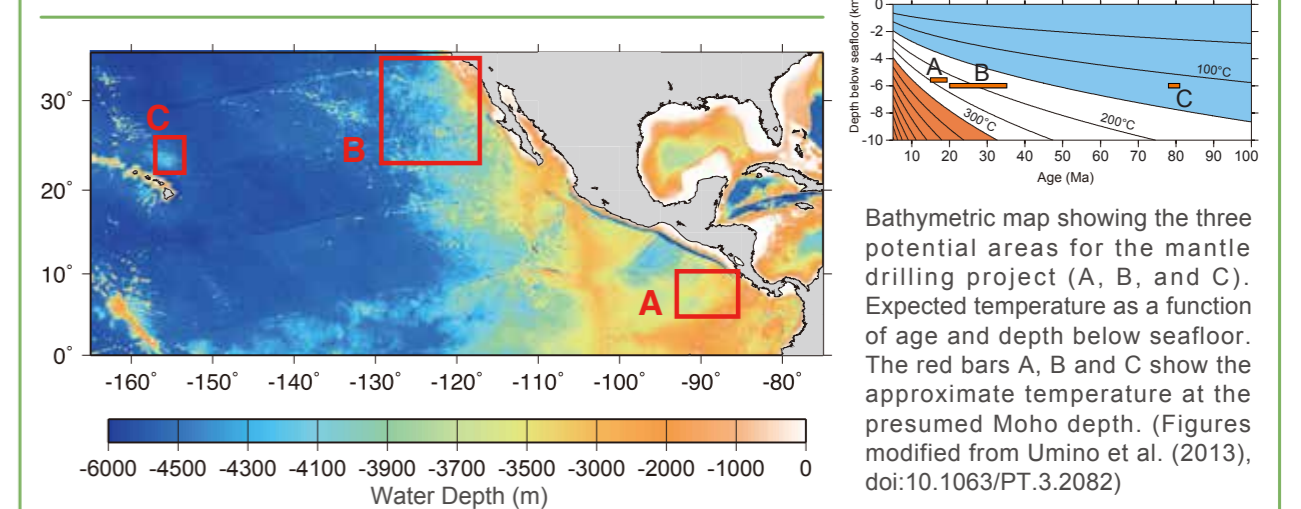 30°
20°
10°
0°
C
B
A
-160 -150° -140° -130° -120° -110° -100° -90° -80°
-6000 -4500 -4300 -4100 -3900 -3700 -3500 -3000 -2000 -1000 0
Water Depth (m)
Depth below seafloor (km
0
-2
-4
-6
-8
-10
A
B
C
100°C
200°C
300°C
10 20 30 40 50 60 70 80 90 100
Age (Ma)
Bathymetric map showing the three
potential areas for the mantle
drilling project (A, B, and C).
Expected temperature as a function
of age and depth below seafloor.
The red bars A, B and C show the
approximate temperature at the
presumed Moho depth. (Figures
modified from Umino et al. (2013),
doi:10.1063/PT.3.2082)